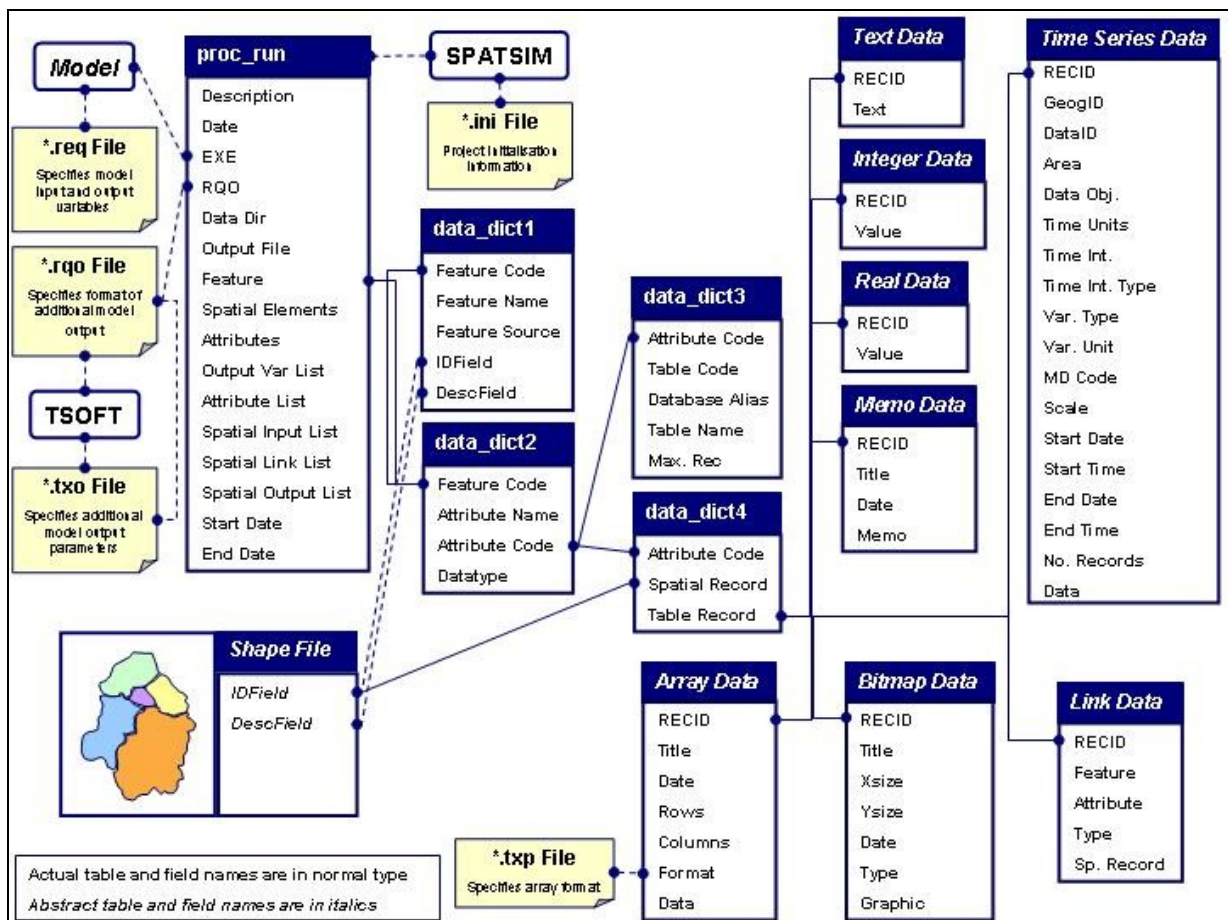 Model
*.req File
Specifies model
input and output
variables
*.rqo File
Specifies format of
additional model
output
TSOFT
*.txo File
Specifies additional
model output
parameters
proc_run
Description
Date
EXE
RQO
Data Dir
Output File
Feature
Spatial Elements
Attributes
Output Var List
Attribute List
Spatial Input List
Spatial Link List
Spatial Output List
Start Date
End Date
SPATSIM
*.ini File
Project Initialisation
Information
data_dict1
Feature Code
Feature Name
Feature Source
IDField
DescField
data_dict2
Feature Code
Attribute Name
Attribute Code
Datatype
data_dict3
Attribute Code
Table Code
Database Alias
Table Name
Max. Rec
data_dict4
Attribute Code
Spatial Record
Table Record
Text Data
RECID
Text
Integer Data
RECID
Value
Real Data
RECID
Value
Memo Data
RECID
Title
Date
Memo
Time Series Data
RECID
GeogID
DataID
Area
Data Obj.
Time Units
Time Int.
Time Int. Type
Var. Type
Var. Unit
MD Code
Scale
Start Date
Start Time
End Date
End Time
No. Records
Data
Shape File
IDField
DescField
Array Data
RECID
Title
Date
Rows
Columns
Format
Data
*.txp File
Specifies array format
Bitmap Data
RECID
Title
Xsize
Ysize
Date
Type
Graphic
Link Data
RECID
Feature
Attribute
Type
Sp. Record
Actual table and field names are in normal type
Abstract table and field names are in italics